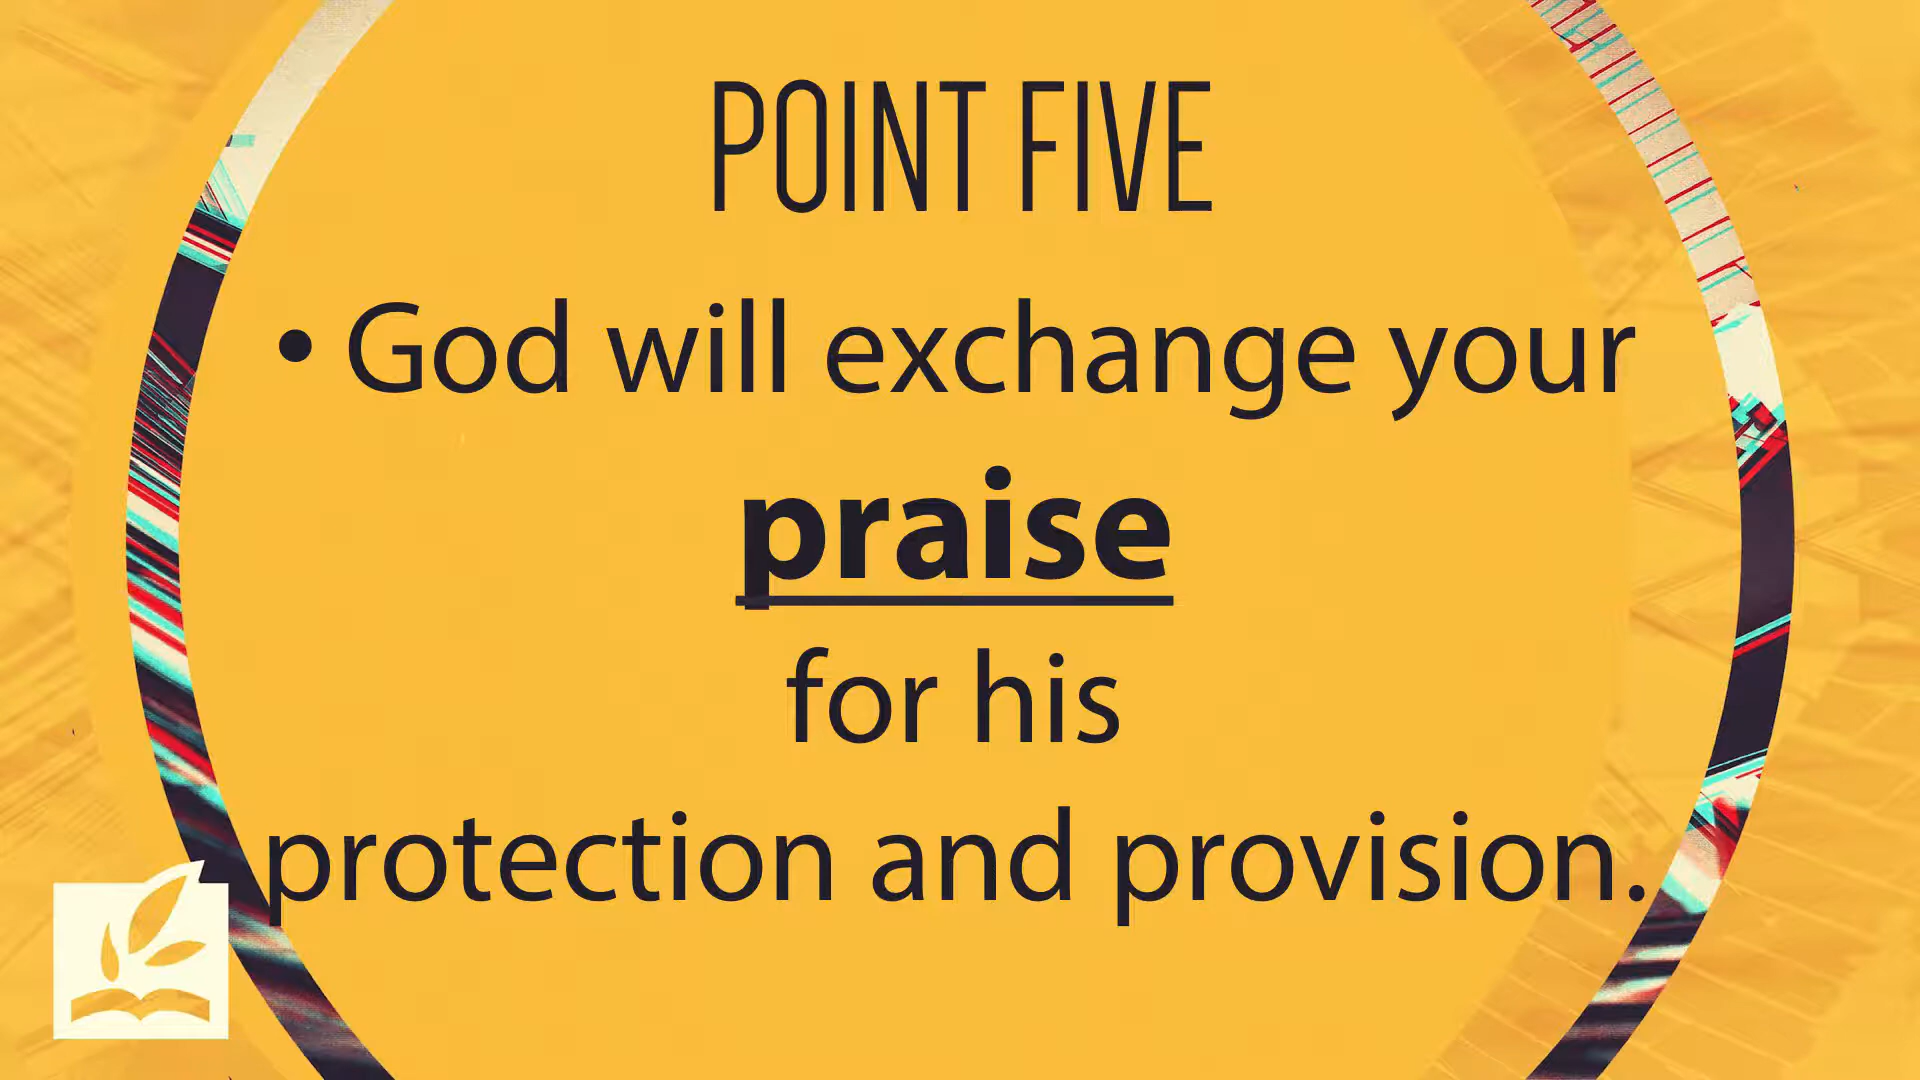 POINT FIVE
• God will exchange your
praise
for his
protection and provision.